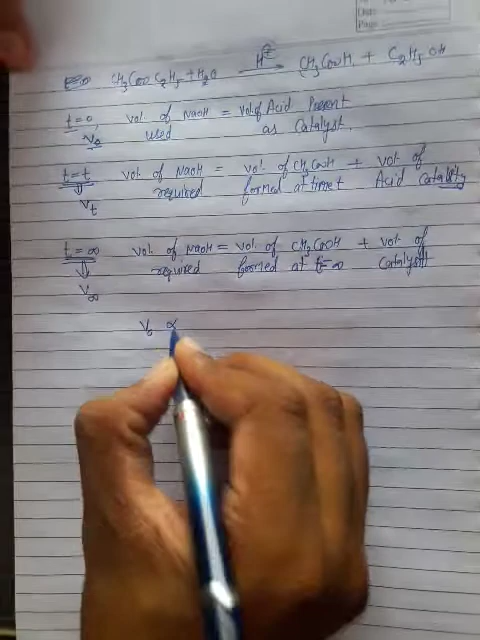 Date
Page
CH3COOC2H5 + H2O H⊕ → CH3COOH + C2H5OH
t=0 vol. of NaOH = vol. of Acid Present
V0 used as Catalyst.
t=t vol. of NaOH = vol. of CH3COOH + vol. of
⇓ required formed at time t Acid Catalyst
Vt
t=∞ vol. of NaOH = vol. of CH3COOH + vol. of
⇓ required formed at t=∞ Catalyst
V∞
V0 ∝